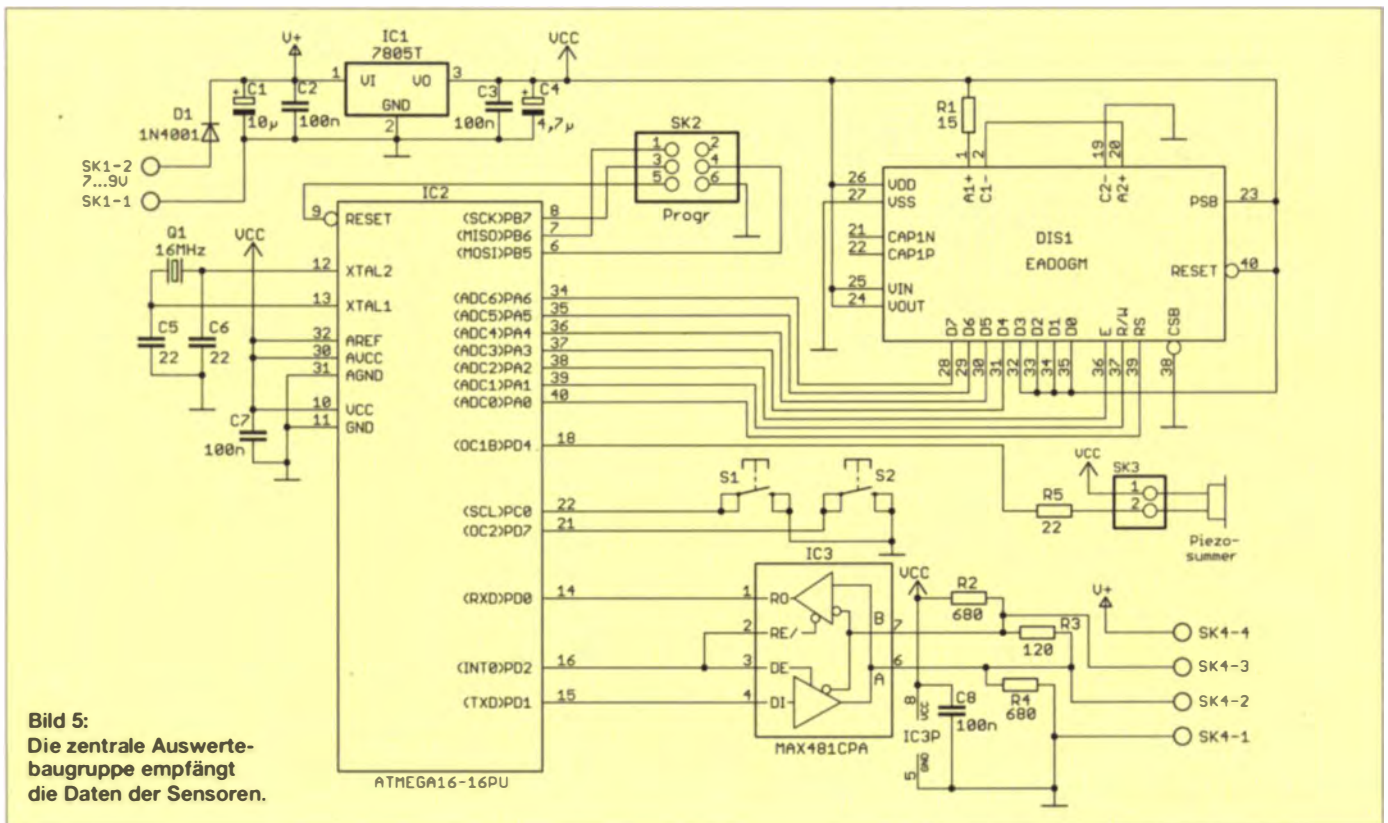 V+
IC1
7805T
VCC
1
VI
VO
3
GND
2
D1
1N4001
+
C1
10µ
C2
100n
C3
100n
+
C4
4,7µ
SK1-2
7...9V
SK1-1
SK2
1
2
3
4
5
6
Progr
R1
15
1
2
19
20
A1+
C1-
C2-
A2+
26
VDD
27
VSS
21
CAP1N
22
CAP1P
25
VIN
24
VOUT
DIS1
EADOGM
PSB
23
RESET
40
D7
D6
D5
D4
D3
D2
D1
D0
E
R/W
RS
CSB
28
29
30
31
32
33
34
35
36
37
39
38
IC2
9
RESET
(SCK)PB7
8
(MISO)PB6
7
(MOSI)PB5
6
Q1
16MHz
VCC
12
XTAL2
13
XTAL1
C5
22
C6
22
32
AREF
30
AVCC
31
AGND
10
VCC
11
GND
C7
100n
(ADC6)PA6
34
(ADC5)PA5
35
(ADC4)PA4
36
(ADC3)PA3
37
(ADC2)PA2
38
(ADC1)PA1
39
(ADC0)PA0
40
(OC1B)PD4
18
(SCL)PC0
22
(OC2)PD7
21
(RXD)PD0
14
(INT0)PD2
16
(TXD)PD1
15
ATMEGA16-16PU
S1
S2
VCC
SK3
1
2
R5
22
Piezo-
summer
IC3
1
RO
2
RE/
3
DE
4
DI
B
7
A
6
MAX481CPA
VCC
R2
680
R3
120
R4
680
8
VCC
C8
100n
IC3P
5
GND
V+
SK4-4
SK4-3
SK4-2
SK4-1
Bild 5:
Die zentrale Auswerte-
baugruppe empfängt
die Daten der Sensoren.